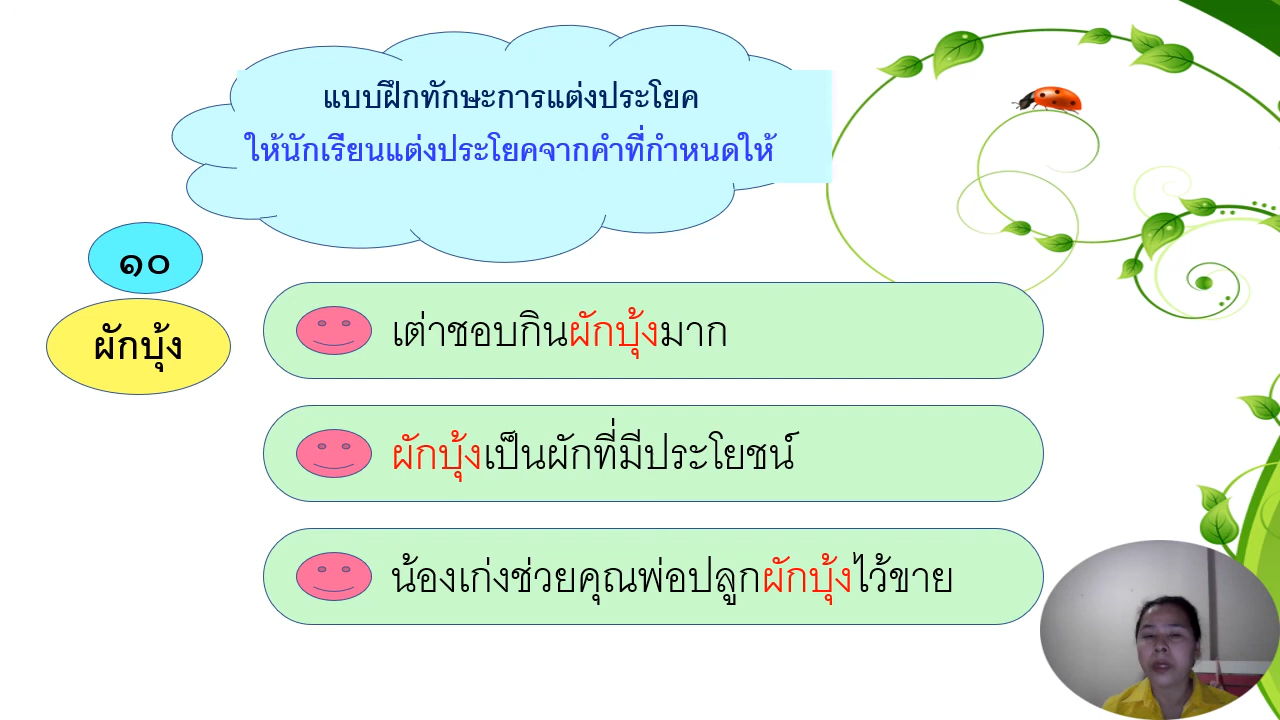 แบบฝึกทักษะการแต่งประโยค
ให้นักเรียนแต่งประโยคจากคำที่กำหนดให้
๑๐
ผักบุ้ง
เต่าชอบกินผักบุ้งมาก
ผักบุ้งเป็นผักที่มีประโยชน์
น้องเก่งช่วยคุณพ่อปลูกผักบุ้งไว้ขาย